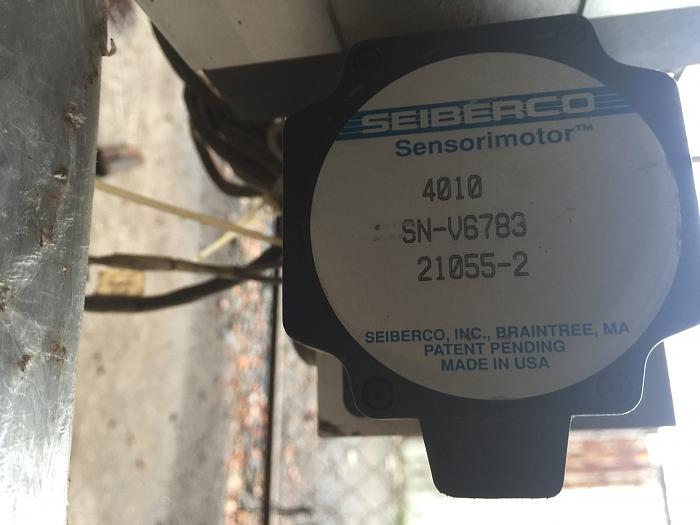 SEIBERCO
Sensorimotor™
4010
SN-V6783
21055-2
SEIBERCO, INC., BRAINTREE, MA
PATENT PENDING
MADE IN USA